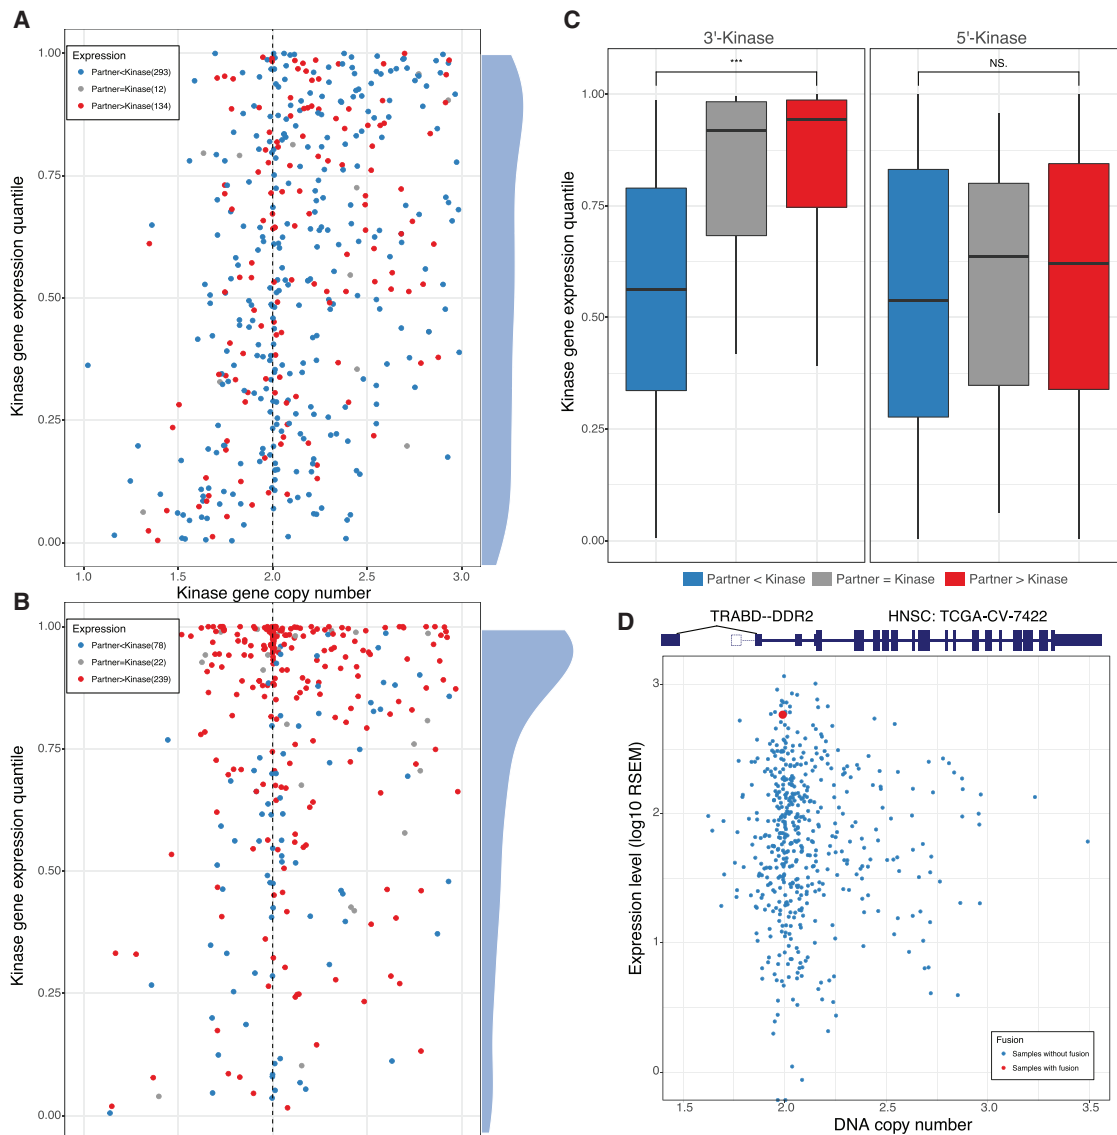 A
Expression
Partner<Kinase(293)
Partner=Kinase(12)
Partner>Kinase(134)
1.00
0.75
0.50
0.25
0.00
Kinase gene expression quantile
1.0
1.5
2.0
2.5
3.0
Kinase gene copy number
B
Expression
Partner<Kinase(78)
Partner=Kinase(22)
Partner>Kinase(239)
1.00
0.75
0.50
0.25
0.00
Kinase gene expression quantile
C
3'-Kinase
5'-Kinase
***
NS.
1.00
0.75
0.50
0.25
0.00
Kinase gene expression quantile
Partner < Kinase
Partner = Kinase
Partner > Kinase
D
TRABD--DDR2
HNSC: TCGA-CV-7422
3
2
1
0
Expression level (log10 RSEM)
Fusion
Samples without fusion
Samples with fusion
1.5
2.0
2.5
3.0
3.5
DNA copy number